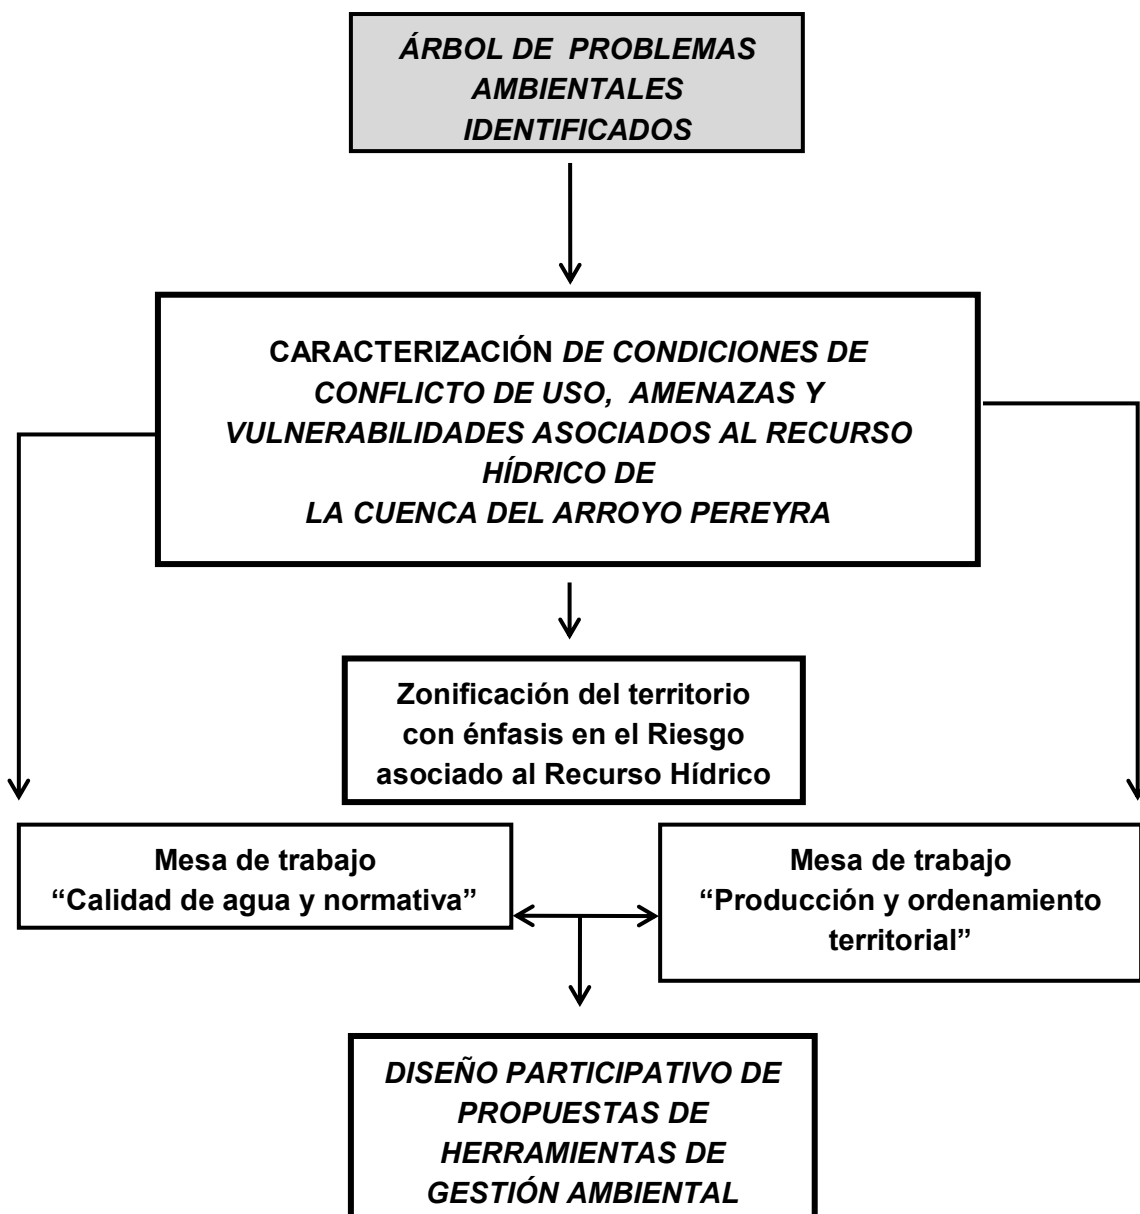 ÁRBOL DE PROBLEMAS
AMBIENTALES
IDENTIFICADOS
CARACTERIZACIÓN DE CONDICIONES DE
CONFLICTO DE USO, AMENAZAS Y
VULNERABILIDADES ASOCIADOS AL RECURSO
HÍDRICO DE
LA CUENCA DEL ARROYO PEREYRA
Zonificación del territorio
con énfasis en el Riesgo
asociado al Recurso Hídrico
Mesa de trabajo
“Calidad de agua y normativa”
Mesa de trabajo
“Producción y ordenamiento
territorial”
DISEÑO PARTICIPATIVO DE
PROPUESTAS DE
HERRAMIENTAS DE
GESTIÓN AMBIENTAL